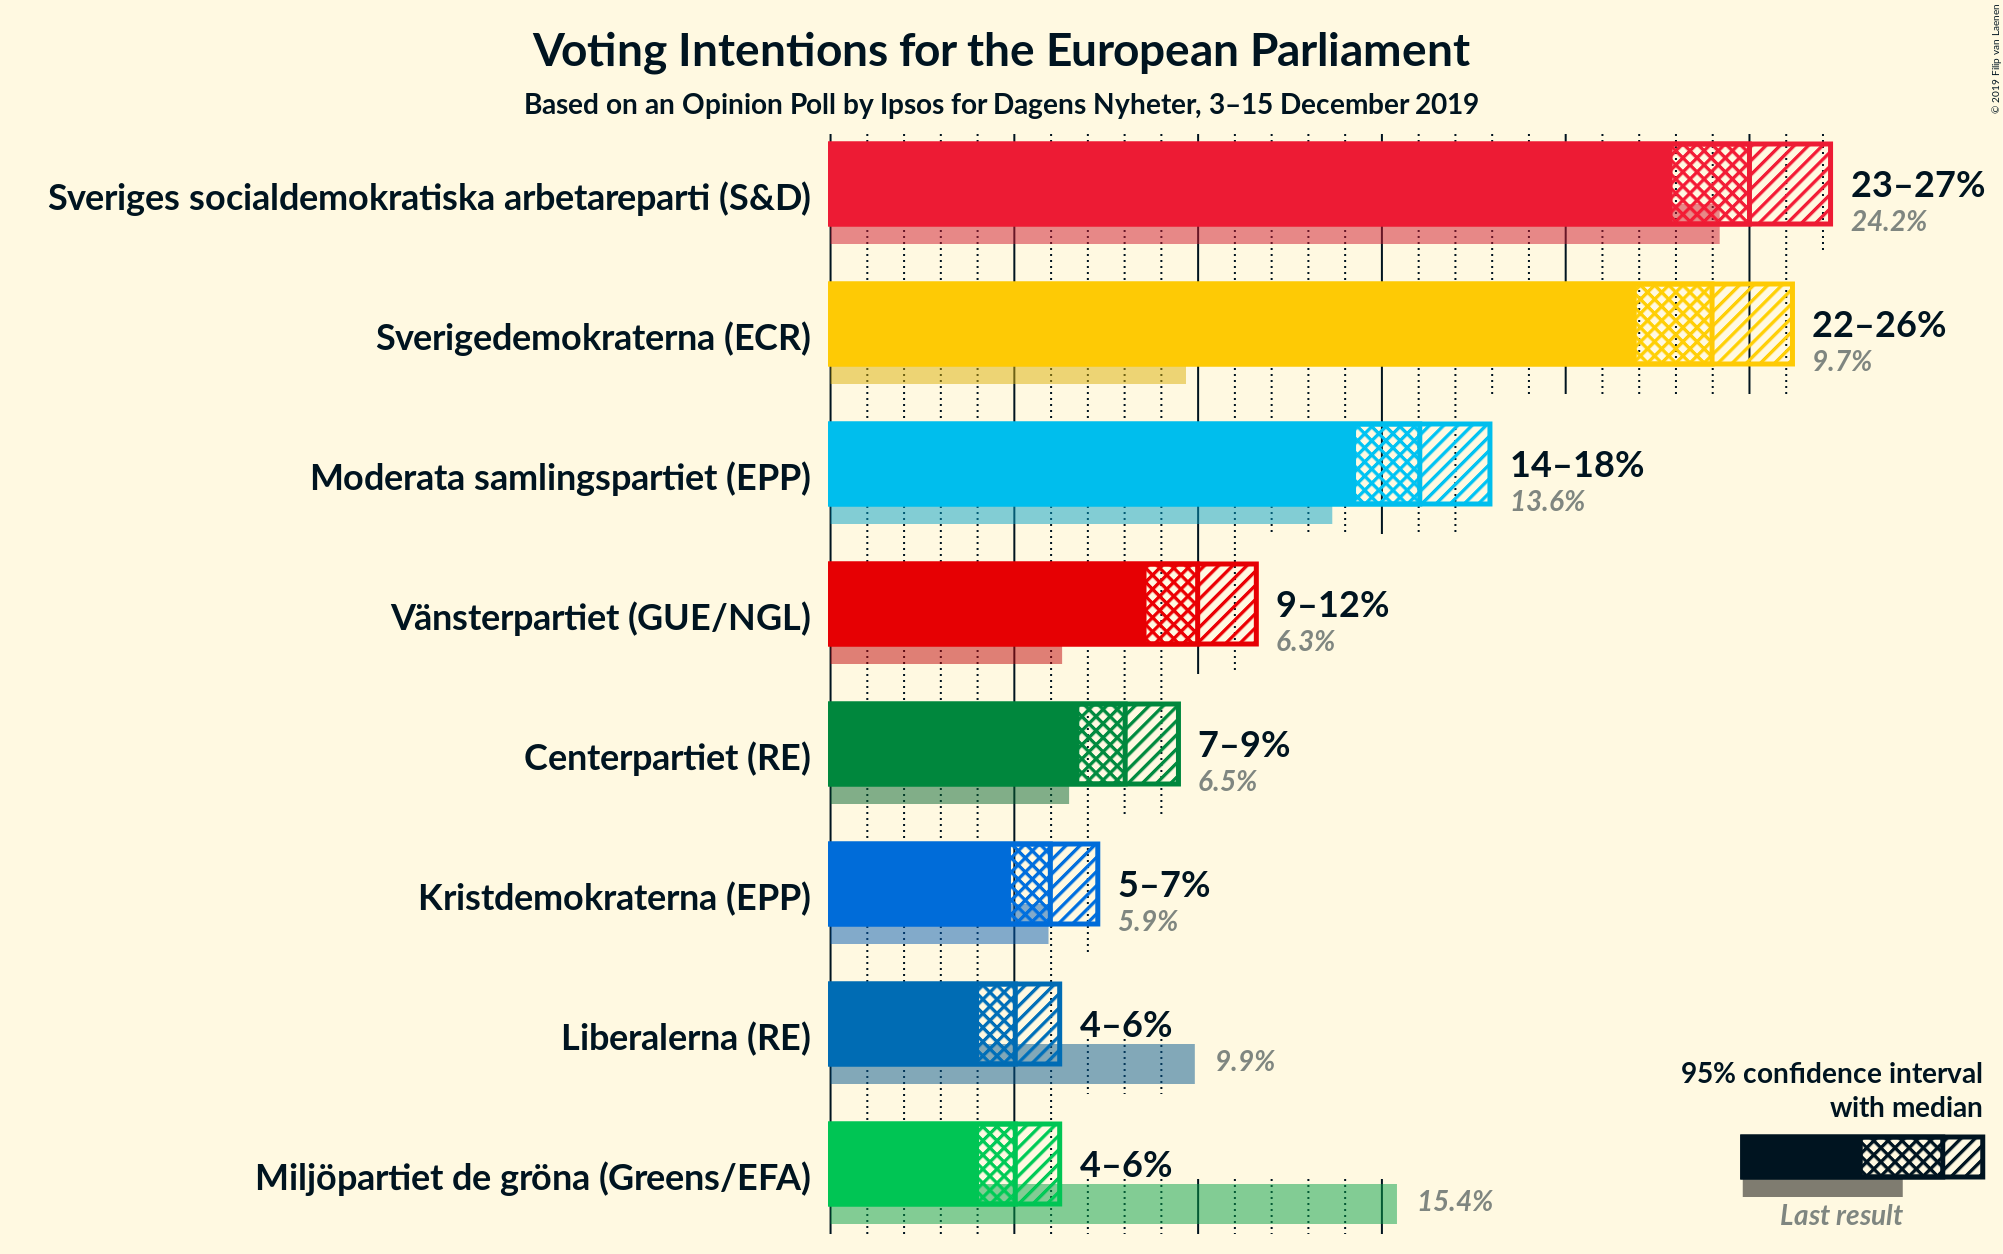 Voting Intentions for the European Parliament
Based on an Opinion Poll by Ipsos for Dagens Nyheter, 3–15 December 2019
© 2019 Filip van Laenen
Sveriges socialdemokratiska arbetareparti (S&D)
23–27%
24.2%
Sverigedemokraterna (ECR)
22–26%
9.7%
Moderata samlingspartiet (EPP)
14–18%
13.6%
Vänsterpartiet (GUE/NGL)
9–12%
6.3%
Centerpartiet (RE)
7–9%
6.5%
Kristdemokraterna (EPP)
5–7%
5.9%
Liberalerna (RE)
4–6%
9.9%
Miljöpartiet de gröna (Greens/EFA)
4–6%
15.4%
95% confidence interval
with median
Last result